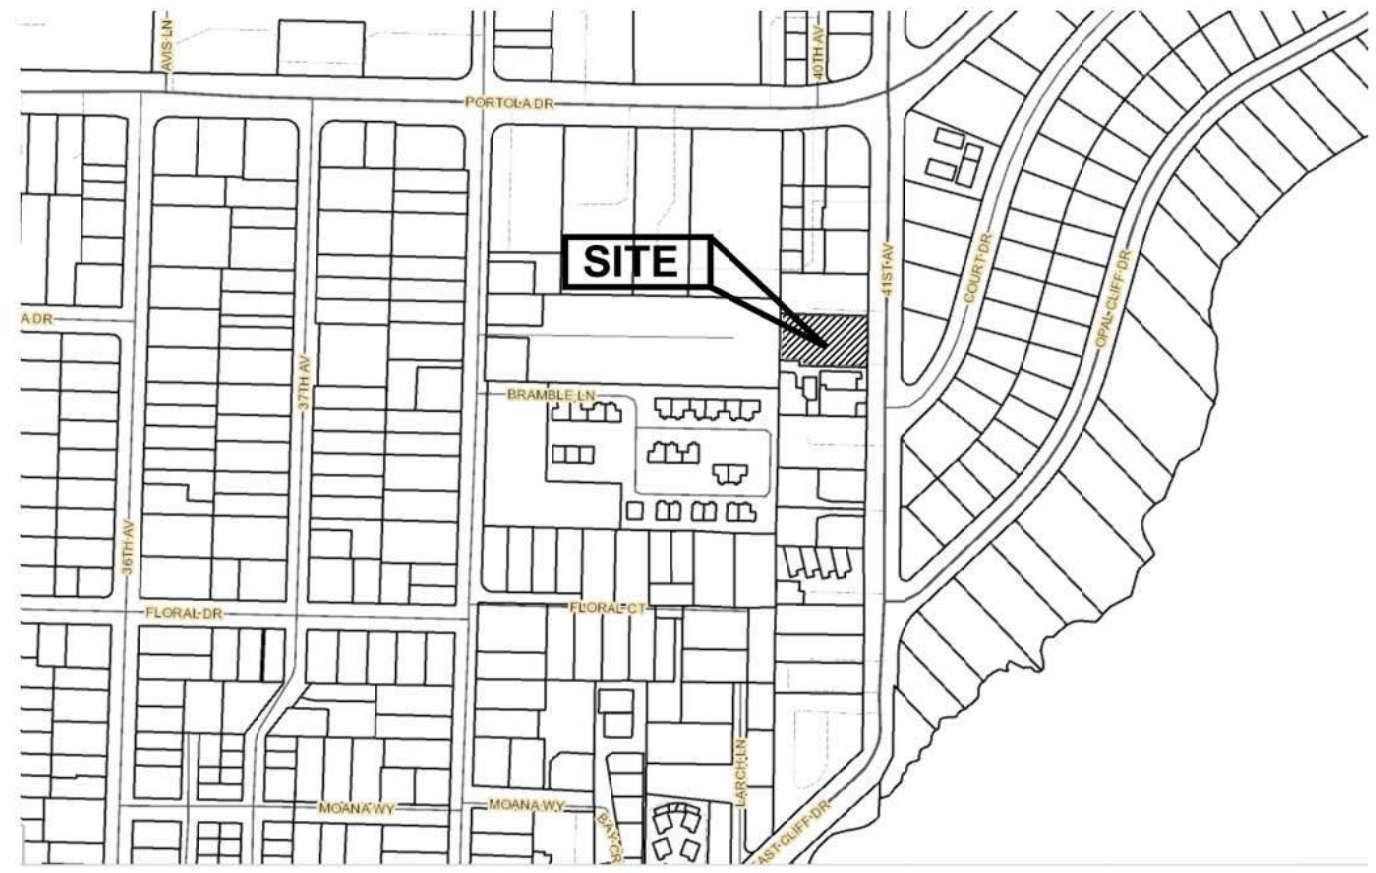 AVIS LN
40TH AV
PORTOLA DR
SITE
41ST AV
COURT DR
OPAL CLIFF DR
A DR
37TH AV
BRAMBLE LN
36TH AV
FLORAL DR
FLORAL CT
LARCH LN
MOANA WY
MOANA WY
BAY CR
EAST CLIFF DR